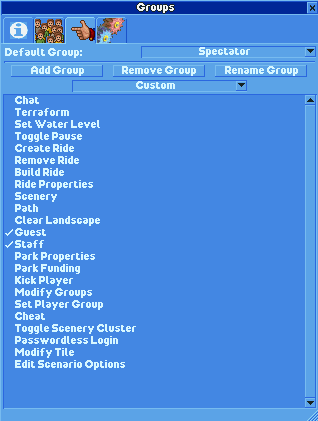 Groups
Default Group: Spectator
Add Group Remove Group Rename Group
Custom
Chat
Terraform
Set Water Level
Toggle Pause
Create Ride
Remove Ride
Build Ride
Ride Properties
Scenery
Path
Clear Landscape
Guest
Staff
Park Properties
Park Funding
Kick Player
Modify Groups
Set Player Group
Cheat
Toggle Scenery Cluster
Passwordless Login
Modify Tile
Edit Scenario Options